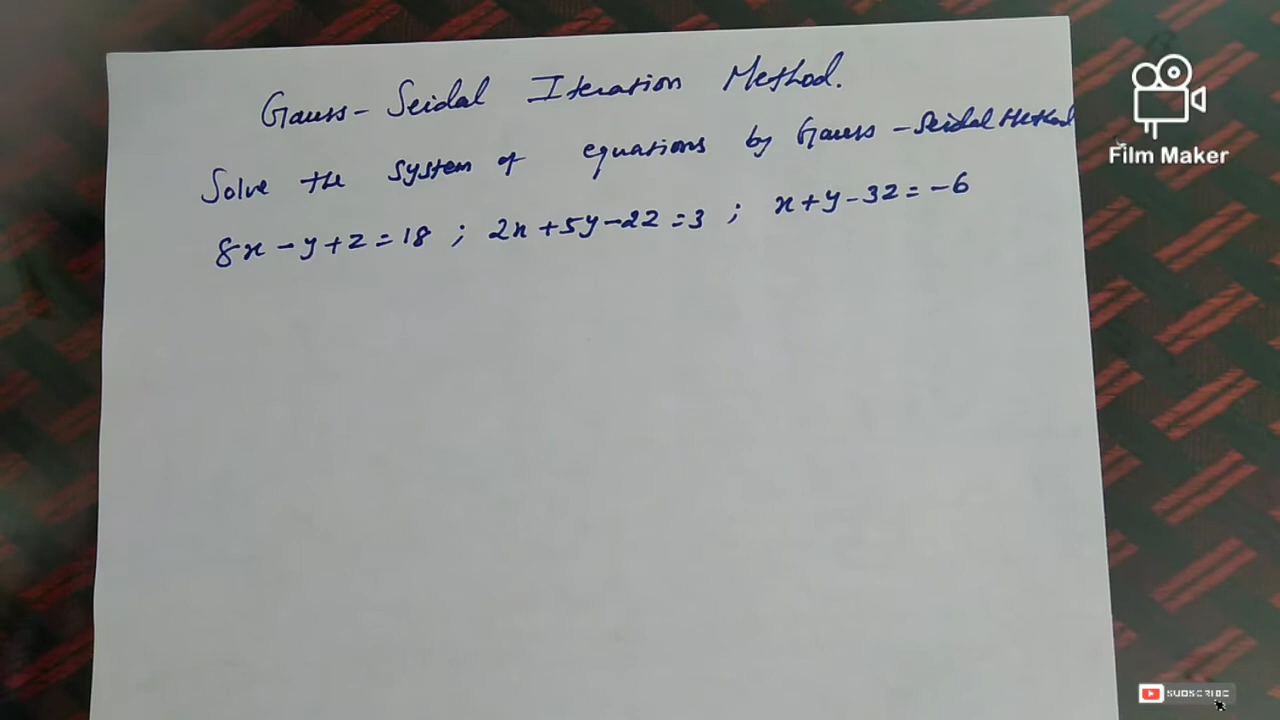 Gauss-Seidal Iteration Method.
Solve the system of equations by Gauss-Seidal Method
8x-y+z=18 ; 2x+5y-2z=3 ; x+y-3z=-6
Film Maker
SUBSCRIBE